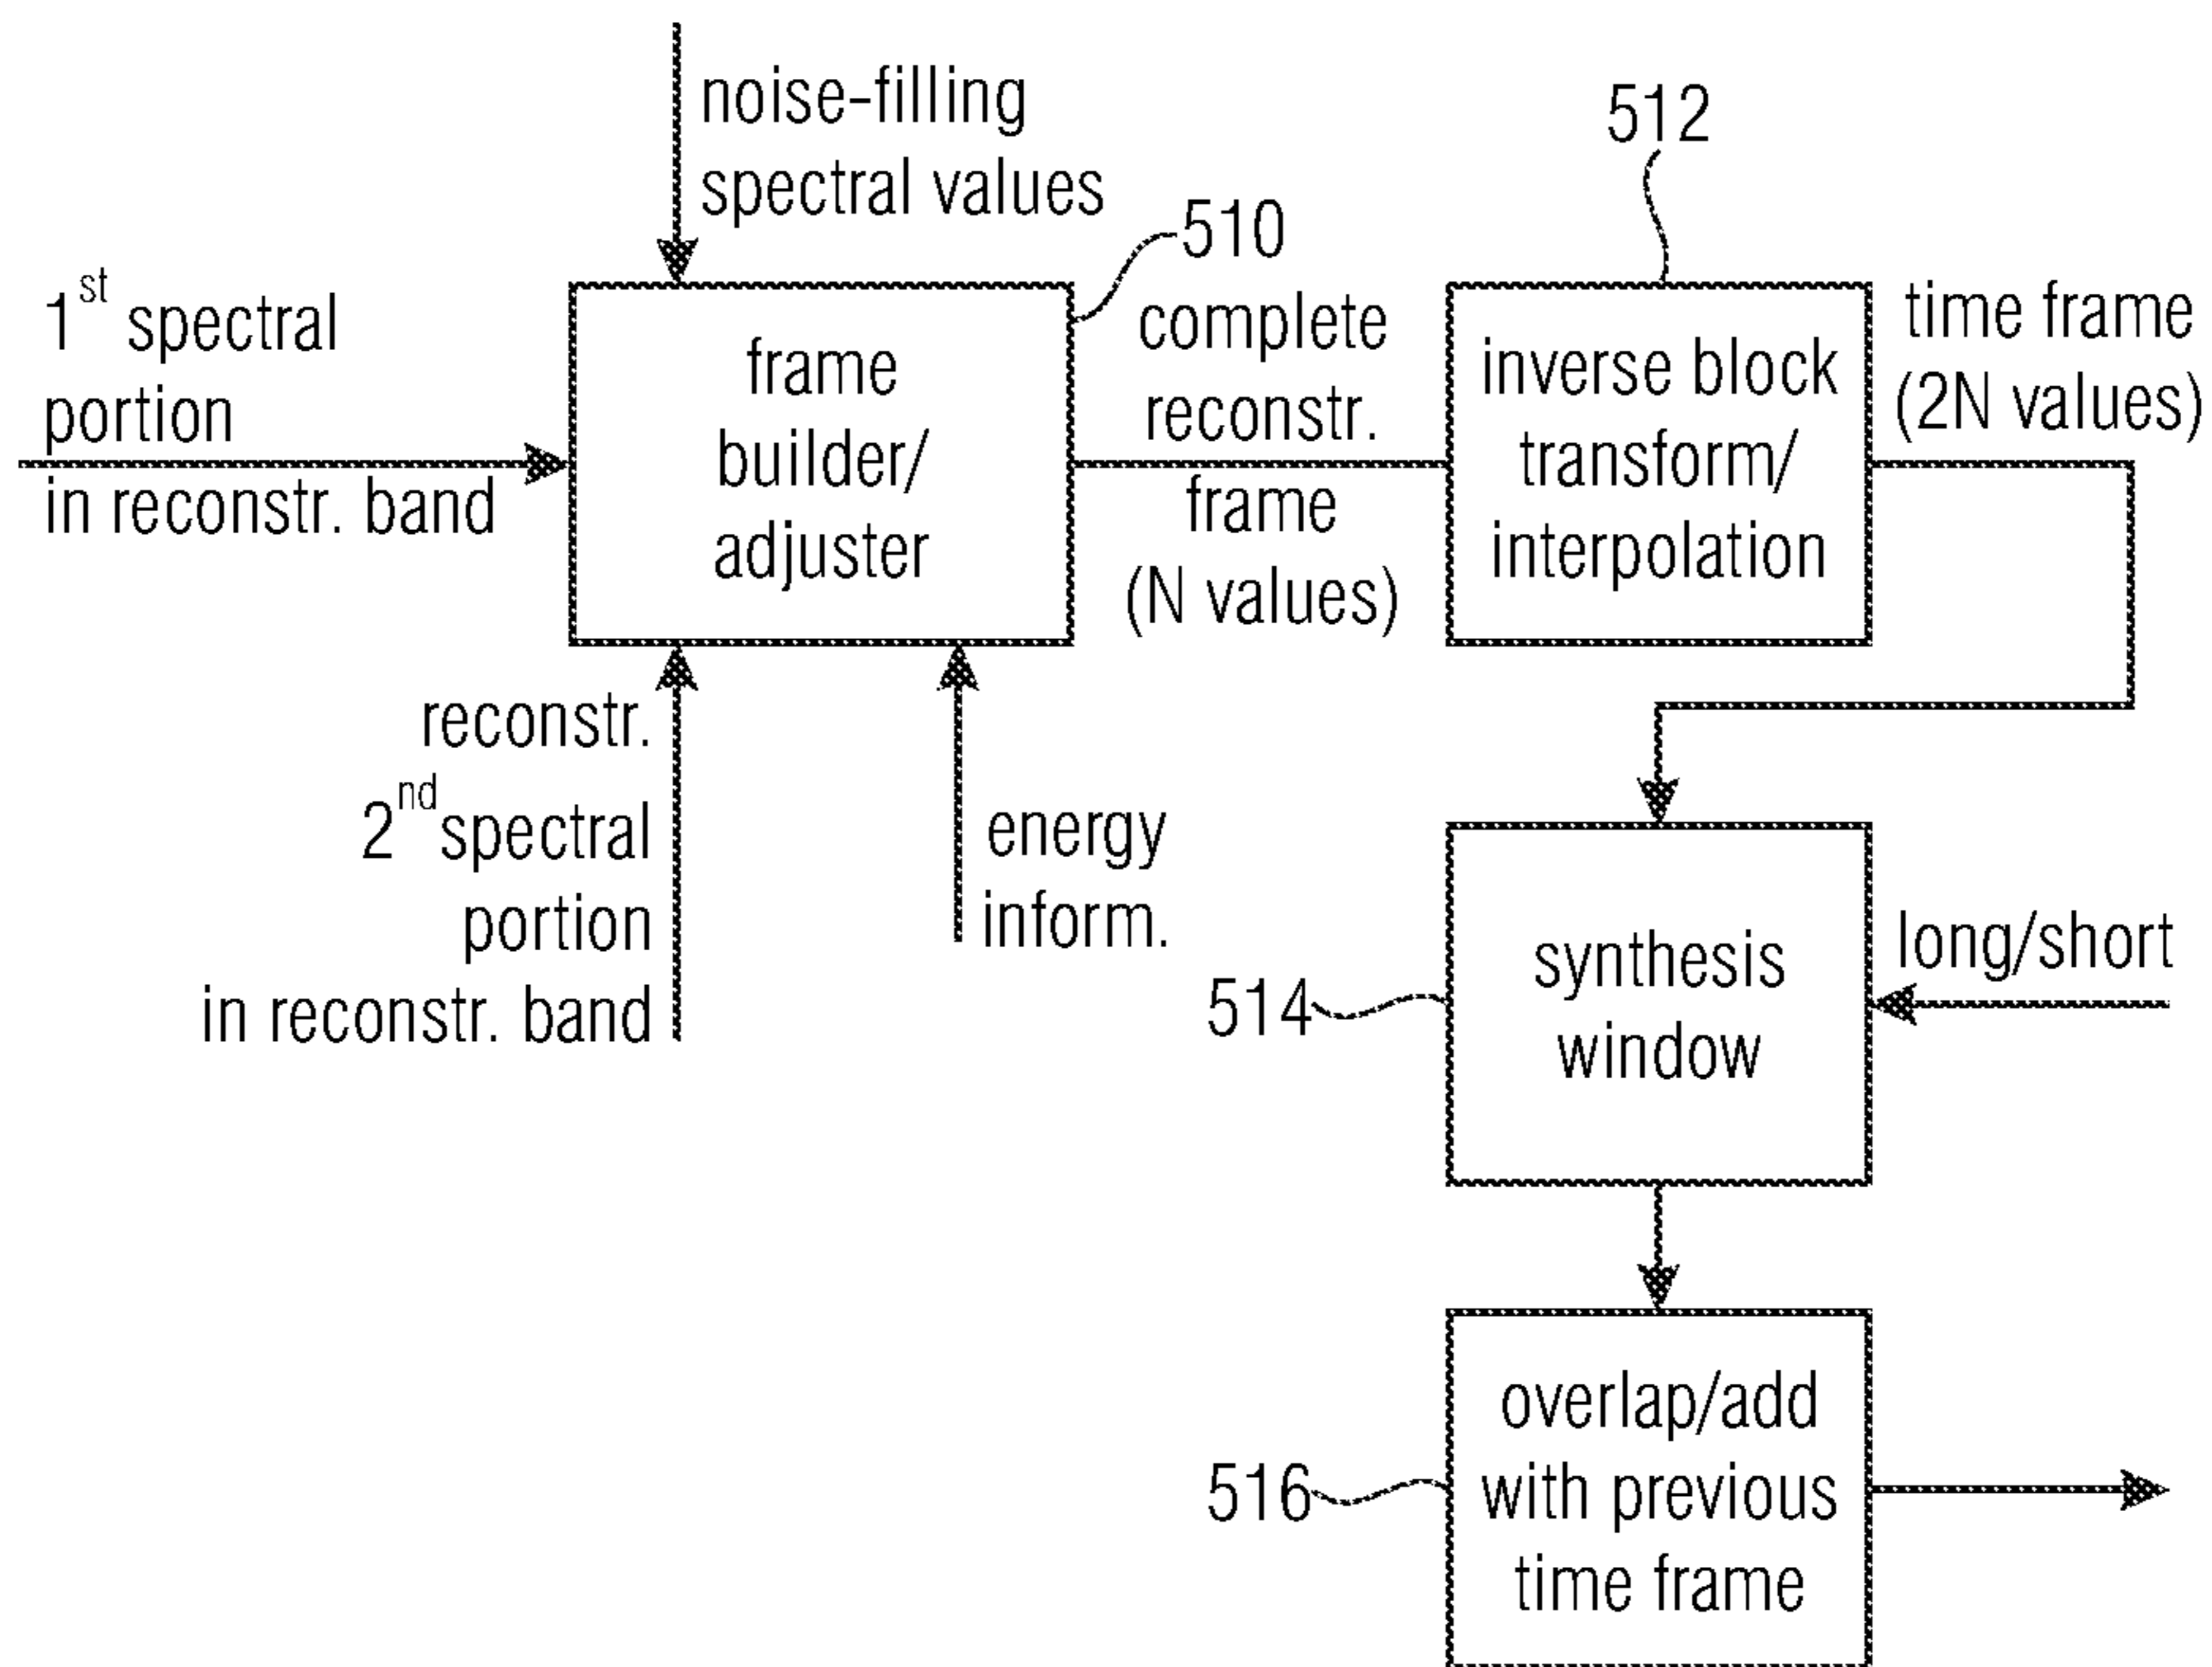 noise-filling
spectral values
512
510
1st spectral
portion
in reconstr. band
frame
builder/
adjuster
complete
reconstr.
frame
(N values)
inverse block
transform/
interpolation
time frame
(2N values)
reconstr.
2nd spectral
portion
in reconstr. band
energy
inform.
514
synthesis
window
long/short
516
overlap/add
with previous
time frame